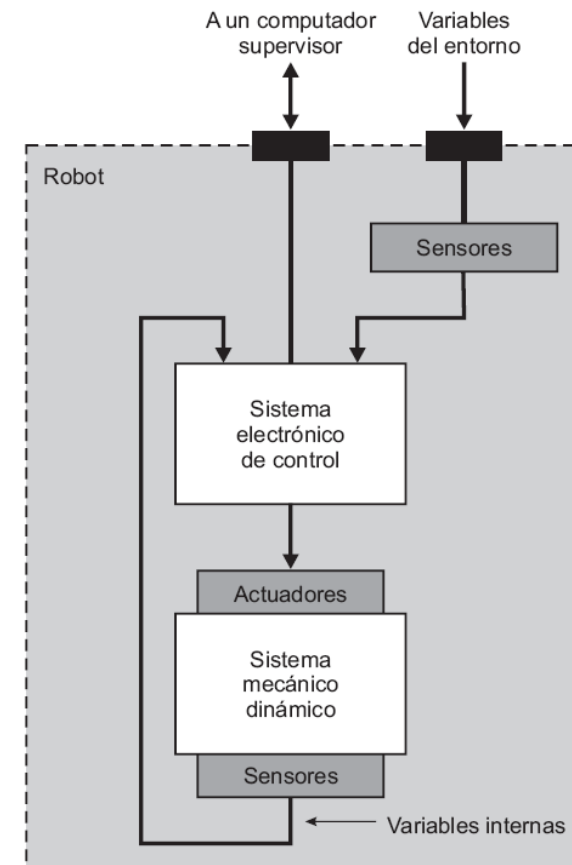 A un computador
supervisor
Variables
del entorno
Robot
Sensores
Sistema
electrónico
de control
Actuadores
Sistema
mecánico
dinámico
Sensores
Variables internas